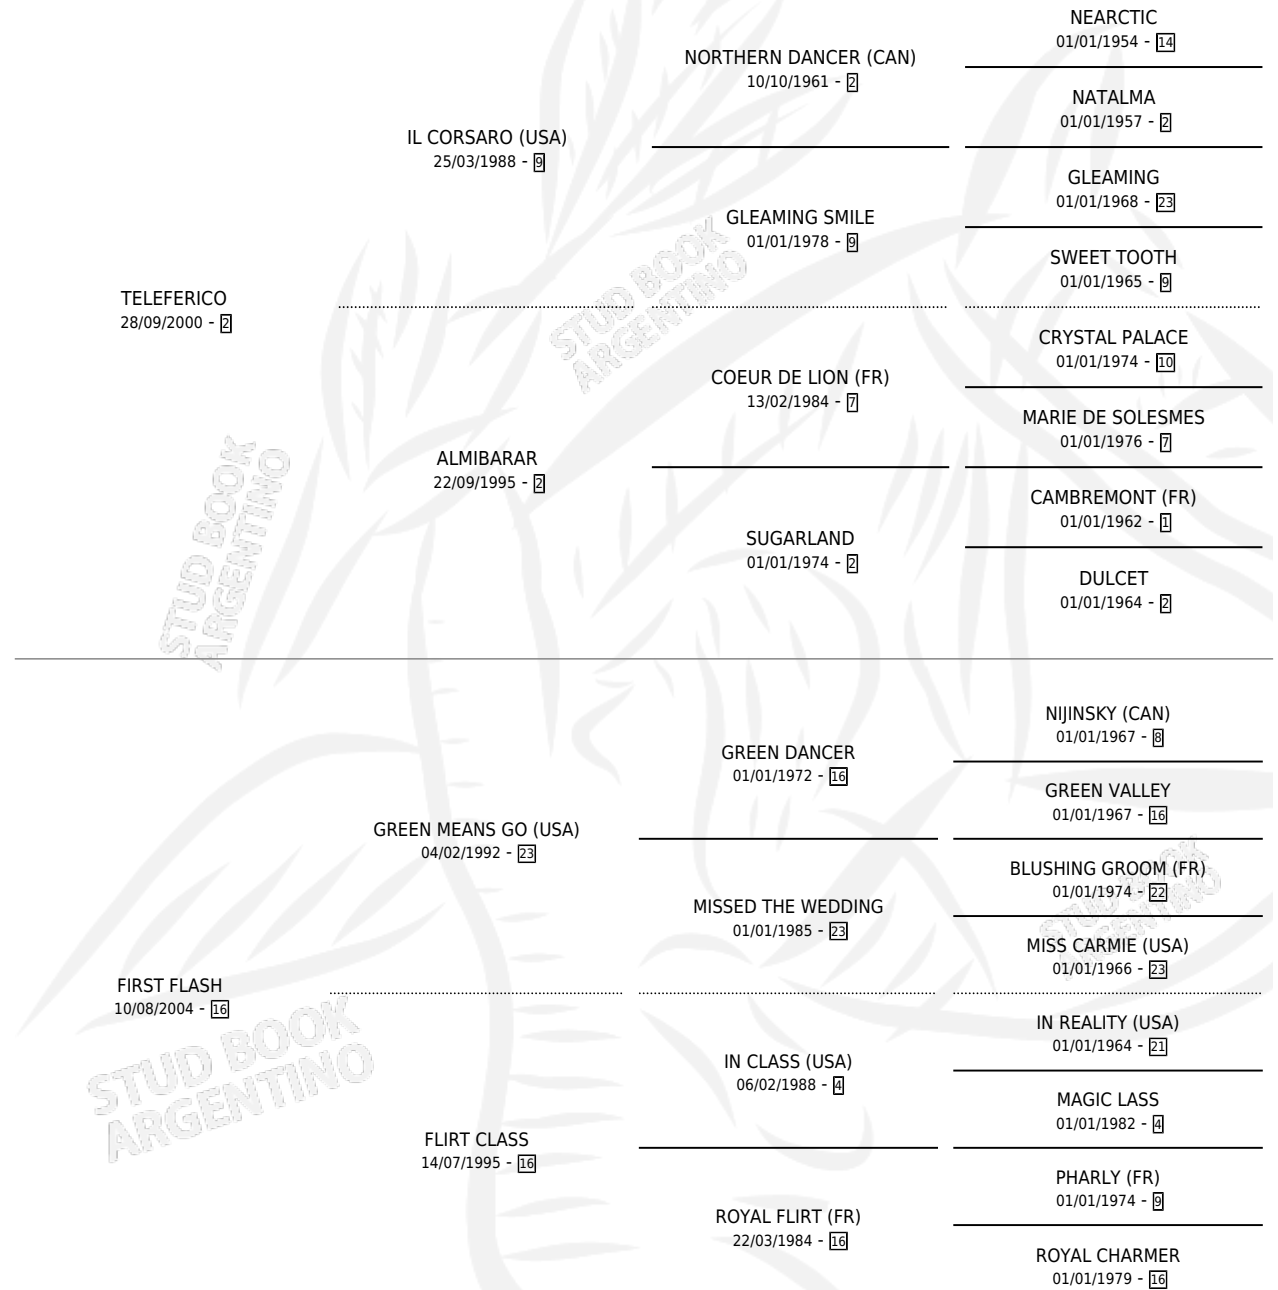 NEARCTIC
01/01/1954 - 14
NORTHERN DANCER (CAN)
10/10/1961 - 2
NATALMA
01/01/1957 - 2
IL CORSARO (USA)
25/03/1988 - 9
GLEAMING
01/01/1968 - 23
GLEAMING SMILE
01/01/1978 - 9
SWEET TOOTH
01/01/1965 - 9
TELEFERICO
28/09/2000 - 2
CRYSTAL PALACE
01/01/1974 - 10
COEUR DE LION (FR)
13/02/1984 - 7
MARIE DE SOLESMES
01/01/1976 - 7
ALMIBARAR
22/09/1995 - 2
CAMBREMONT (FR)
01/01/1962 - 1
SUGARLAND
01/01/1974 - 2
DULCET
01/01/1964 - 2
NIJINSKY (CAN)
01/01/1967 - 8
GREEN DANCER
01/01/1972 - 16
GREEN VALLEY
01/01/1967 - 16
GREEN MEANS GO (USA)
04/02/1992 - 23
BLUSHING GROOM (FR)
01/01/1974 - 22
MISSED THE WEDDING
01/01/1985 - 23
MISS CARMIE (USA)
01/01/1966 - 23
FIRST FLASH
10/08/2004 - 16
IN REALITY (USA)
01/01/1964 - 21
IN CLASS (USA)
06/02/1988 - 4
MAGIC LASS
01/01/1982 - 4
FLIRT CLASS
14/07/1995 - 16
PHARLY (FR)
01/01/1974 - 9
ROYAL FLIRT (FR)
22/03/1984 - 16
ROYAL CHARMER
01/01/1979 - 16
STUD BOOK
ARGENTINO
STUD BOOK
ARGENTINO
STUD BOOK
ARGENTINO
STUD BOOK
ARGENTINO